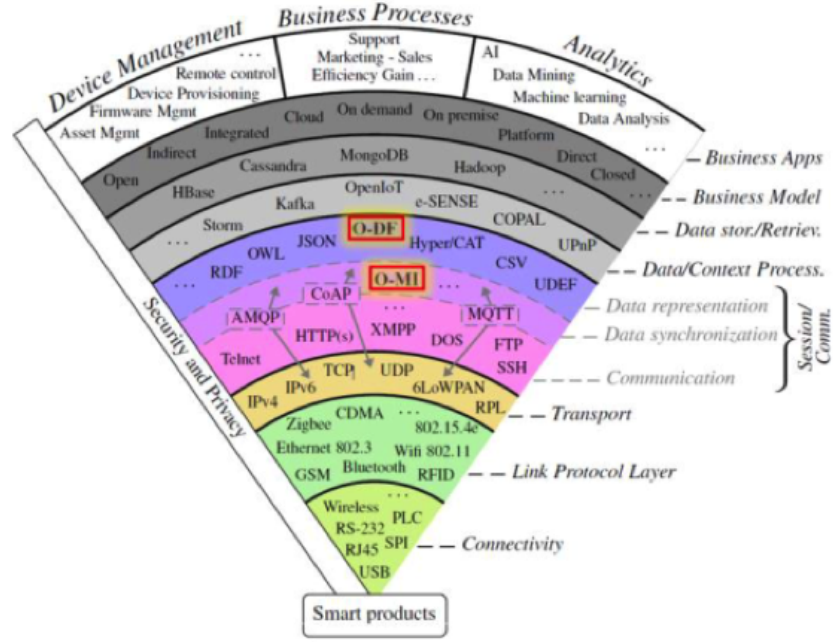 Device Management
Business Processes
Analytics
. . .
Remote control
Device Provisioning
Firmware Mgmt
Asset Mgmt
Support
Marketing - Sales
Efficiency Gain ...
AI
Data Mining
Machine learning
Data Analysis
. . .
Business Apps
Open
Indirect
Integrated
Cloud
On demand
On premise
Platform
Direct
Closed
. . .
Business Model
HBase
Cassandra
MongoDB
Hadoop
. . .
Data stor./Retriev.
. . .
Storm
Kafka
OpenIoT
e-SENSE
COPAL
UPnP
Data/Context Process.
. . .
RDF
OWL
JSON
O-DF
Hyper/CAT
CSV
UDEF
Data representation
AMQP
CoAP
O-MI
. . .
MQTT
Data synchronization
Telnet
HTTP(s)
. . .
XMPP
DOS
FTP
SSH
Communication
Session/
Comm.
IPv4
IPv6
TCP
UDP
6LoWPAN
RPL
Transport
Zigbee
CDMA
. . .
802.15.4e
Ethernet 802.3
Wifi 802.11
GSM
Bluetooth
RFID
Link Protocol Layer
. . .
Wireless
PLC
RS-232
RJ45
SPI
USB
Connectivity
Security and Privacy
Smart products